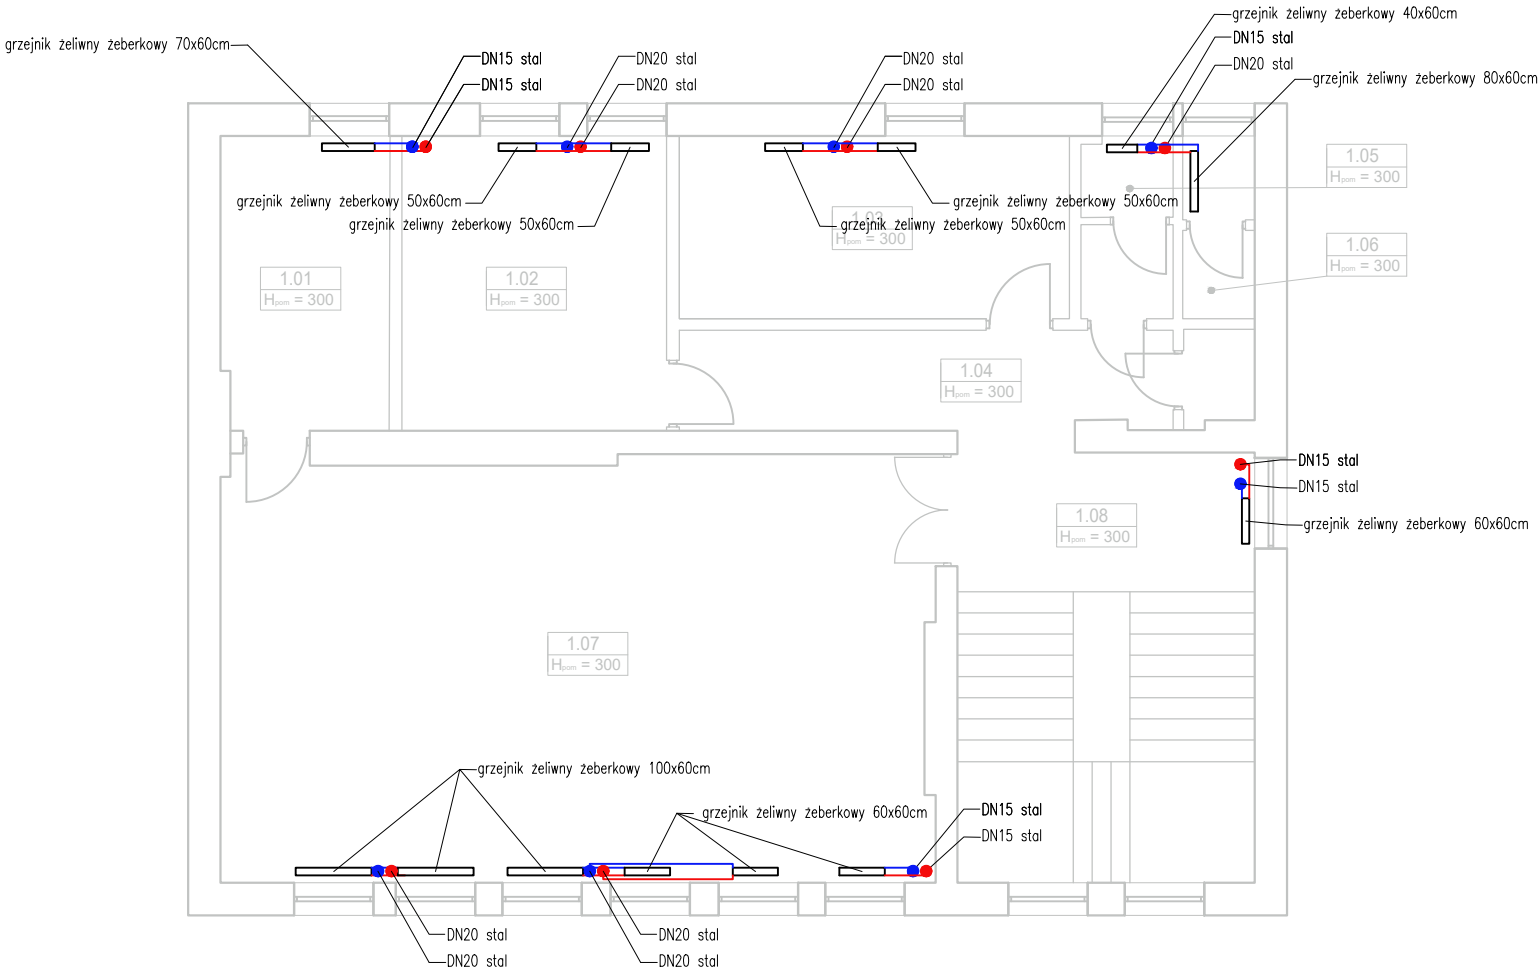 grzejnik żeliwny żeberkowy 40x60cm
grzejnik żeliwny żeberkowy 70x60cm
DN15 stal
DN15 stal
DN20 stal
DN20 stal
DN20 stal
DN20 stal
DN15 stal
DN20 stal
grzejnik żeliwny żeberkowy 80x60cm
1.05
Hpom = 300
grzejnik żeliwny żeberkowy 50x60cm
grzejnik żeliwny żeberkowy 50x60cm
grzejnik żeliwny żeberkowy 50x60cm
1.03
grzejnik żeliwny żeberkowy 50x60cm
Hpom = 300
1.06
Hpom = 300
1.01
Hpom = 300
1.02
Hpom = 300
1.04
Hpom = 300
DN15 stal
DN15 stal
1.08
Hpom = 300
grzejnik żeliwny żeberkowy 60x60cm
1.07
Hpom = 300
grzejnik żeliwny żeberkowy 100x60cm
grzejnik żeliwny żeberkowy 60x60cm
DN15 stal
DN15 stal
DN20 stal
DN20 stal
DN20 stal
DN20 stal